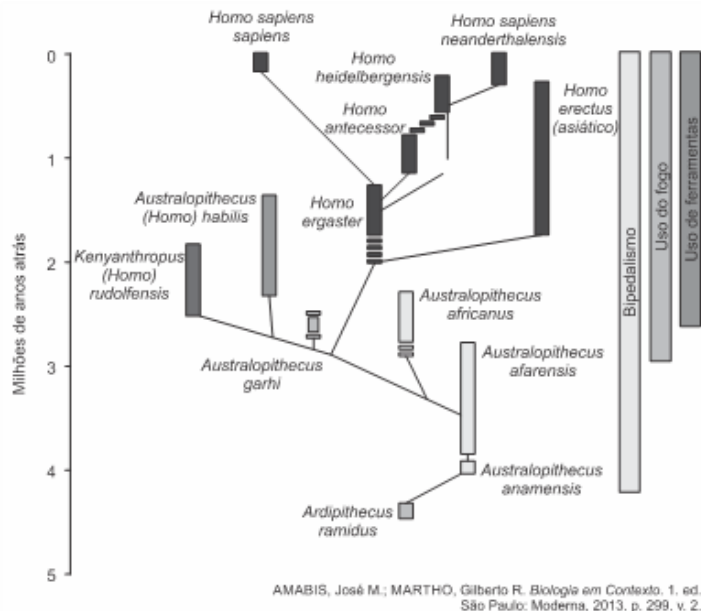 Homo sapiens
sapiens
Homo sapiens
neanderthalensis
Homo
heidelbergensis
Homo
antecessor
Homo
erectus
(asiático)
Australopithecus
(Homo) habilis
Homo
ergaster
Kenyanthropus
(Homo)
rudolfensis
Australopithecus
africanus
Australopithecus
garhi
Australopithecus
afarensis
Australopithecus
anamensis
Ardipithecus
ramidus
0
1
2
3
4
5
Milhões de anos atrás
Bipedalismo
Uso do fogo
Uso de ferramentas
AMABIS, José M.; MARTHO, Gilberto R. Biologia em Contexto. 1. ed.
São Paulo: Moderna, 2013. p. 299. v. 2.